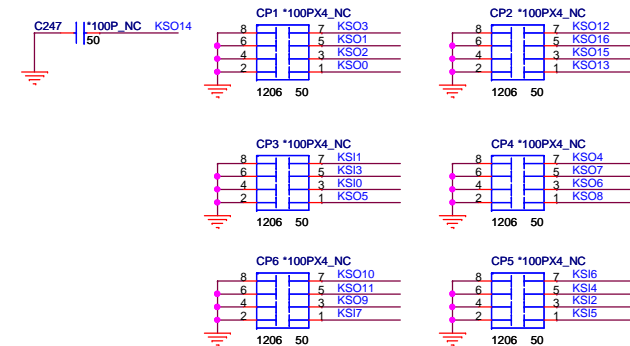 C247 *100P_NC KSO14
50
CP1 *100PX4_NC
8 7 KSO3
6 5 KSO1
4 3 KSO2
2 1 KSO0
1206 50
CP2 *100PX4_NC
8 7 KSO12
6 5 KSO16
4 3 KSO15
2 1 KSO13
1206 50
CP3 *100PX4_NC
8 7 KSI1
6 5 KSI3
4 3 KSI0
2 1 KSO5
1206 50
CP4 *100PX4_NC
8 7 KSO4
6 5 KSO7
4 3 KSO6
2 1 KSO8
1206 50
CP6 *100PX4_NC
8 7 KSO10
6 5 KSO11
4 3 KSO9
2 1 KSI7
1206 50
CP5 *100PX4_NC
8 7 KSI6
6 5 KSI4
4 3 KSI2
2 1 KSI5
1206 50